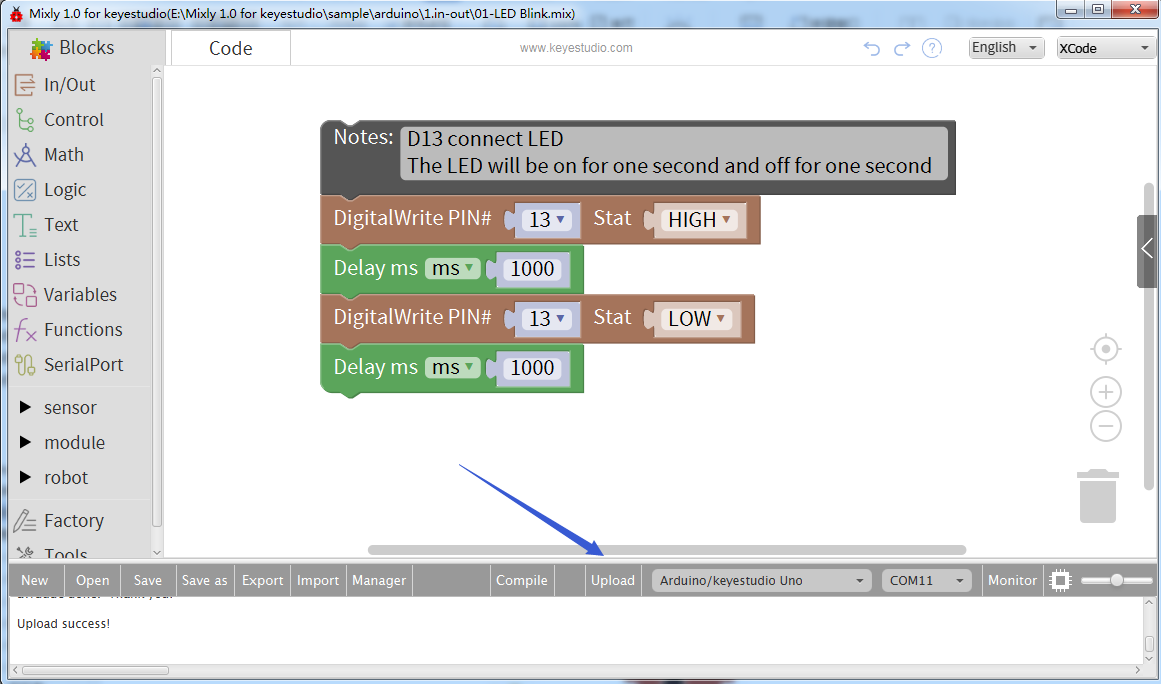 Mixly 1.0 for keyestudio(E:\Mixly 1.0 for keyestudio\sample\arduino\1.in-out\01-LED Blink.mix)
Blocks
Code
www.keyestudio.com
?
English
XCode
In/Out
Control
Math
Logic
Text
Lists
Variables
Functions
SerialPort
sensor
module
robot
Factory
Tools
Notes: D13 connect LED
The LED will be on for one second and off for one second
DigitalWrite PIN# 13 Stat HIGH
Delay ms ms 1000
DigitalWrite PIN# 13 Stat LOW
Delay ms ms 1000
New Open Save Save as Export Import Manager Compile Upload Arduino/keyestudio Uno COM11 Monitor
Upload success!